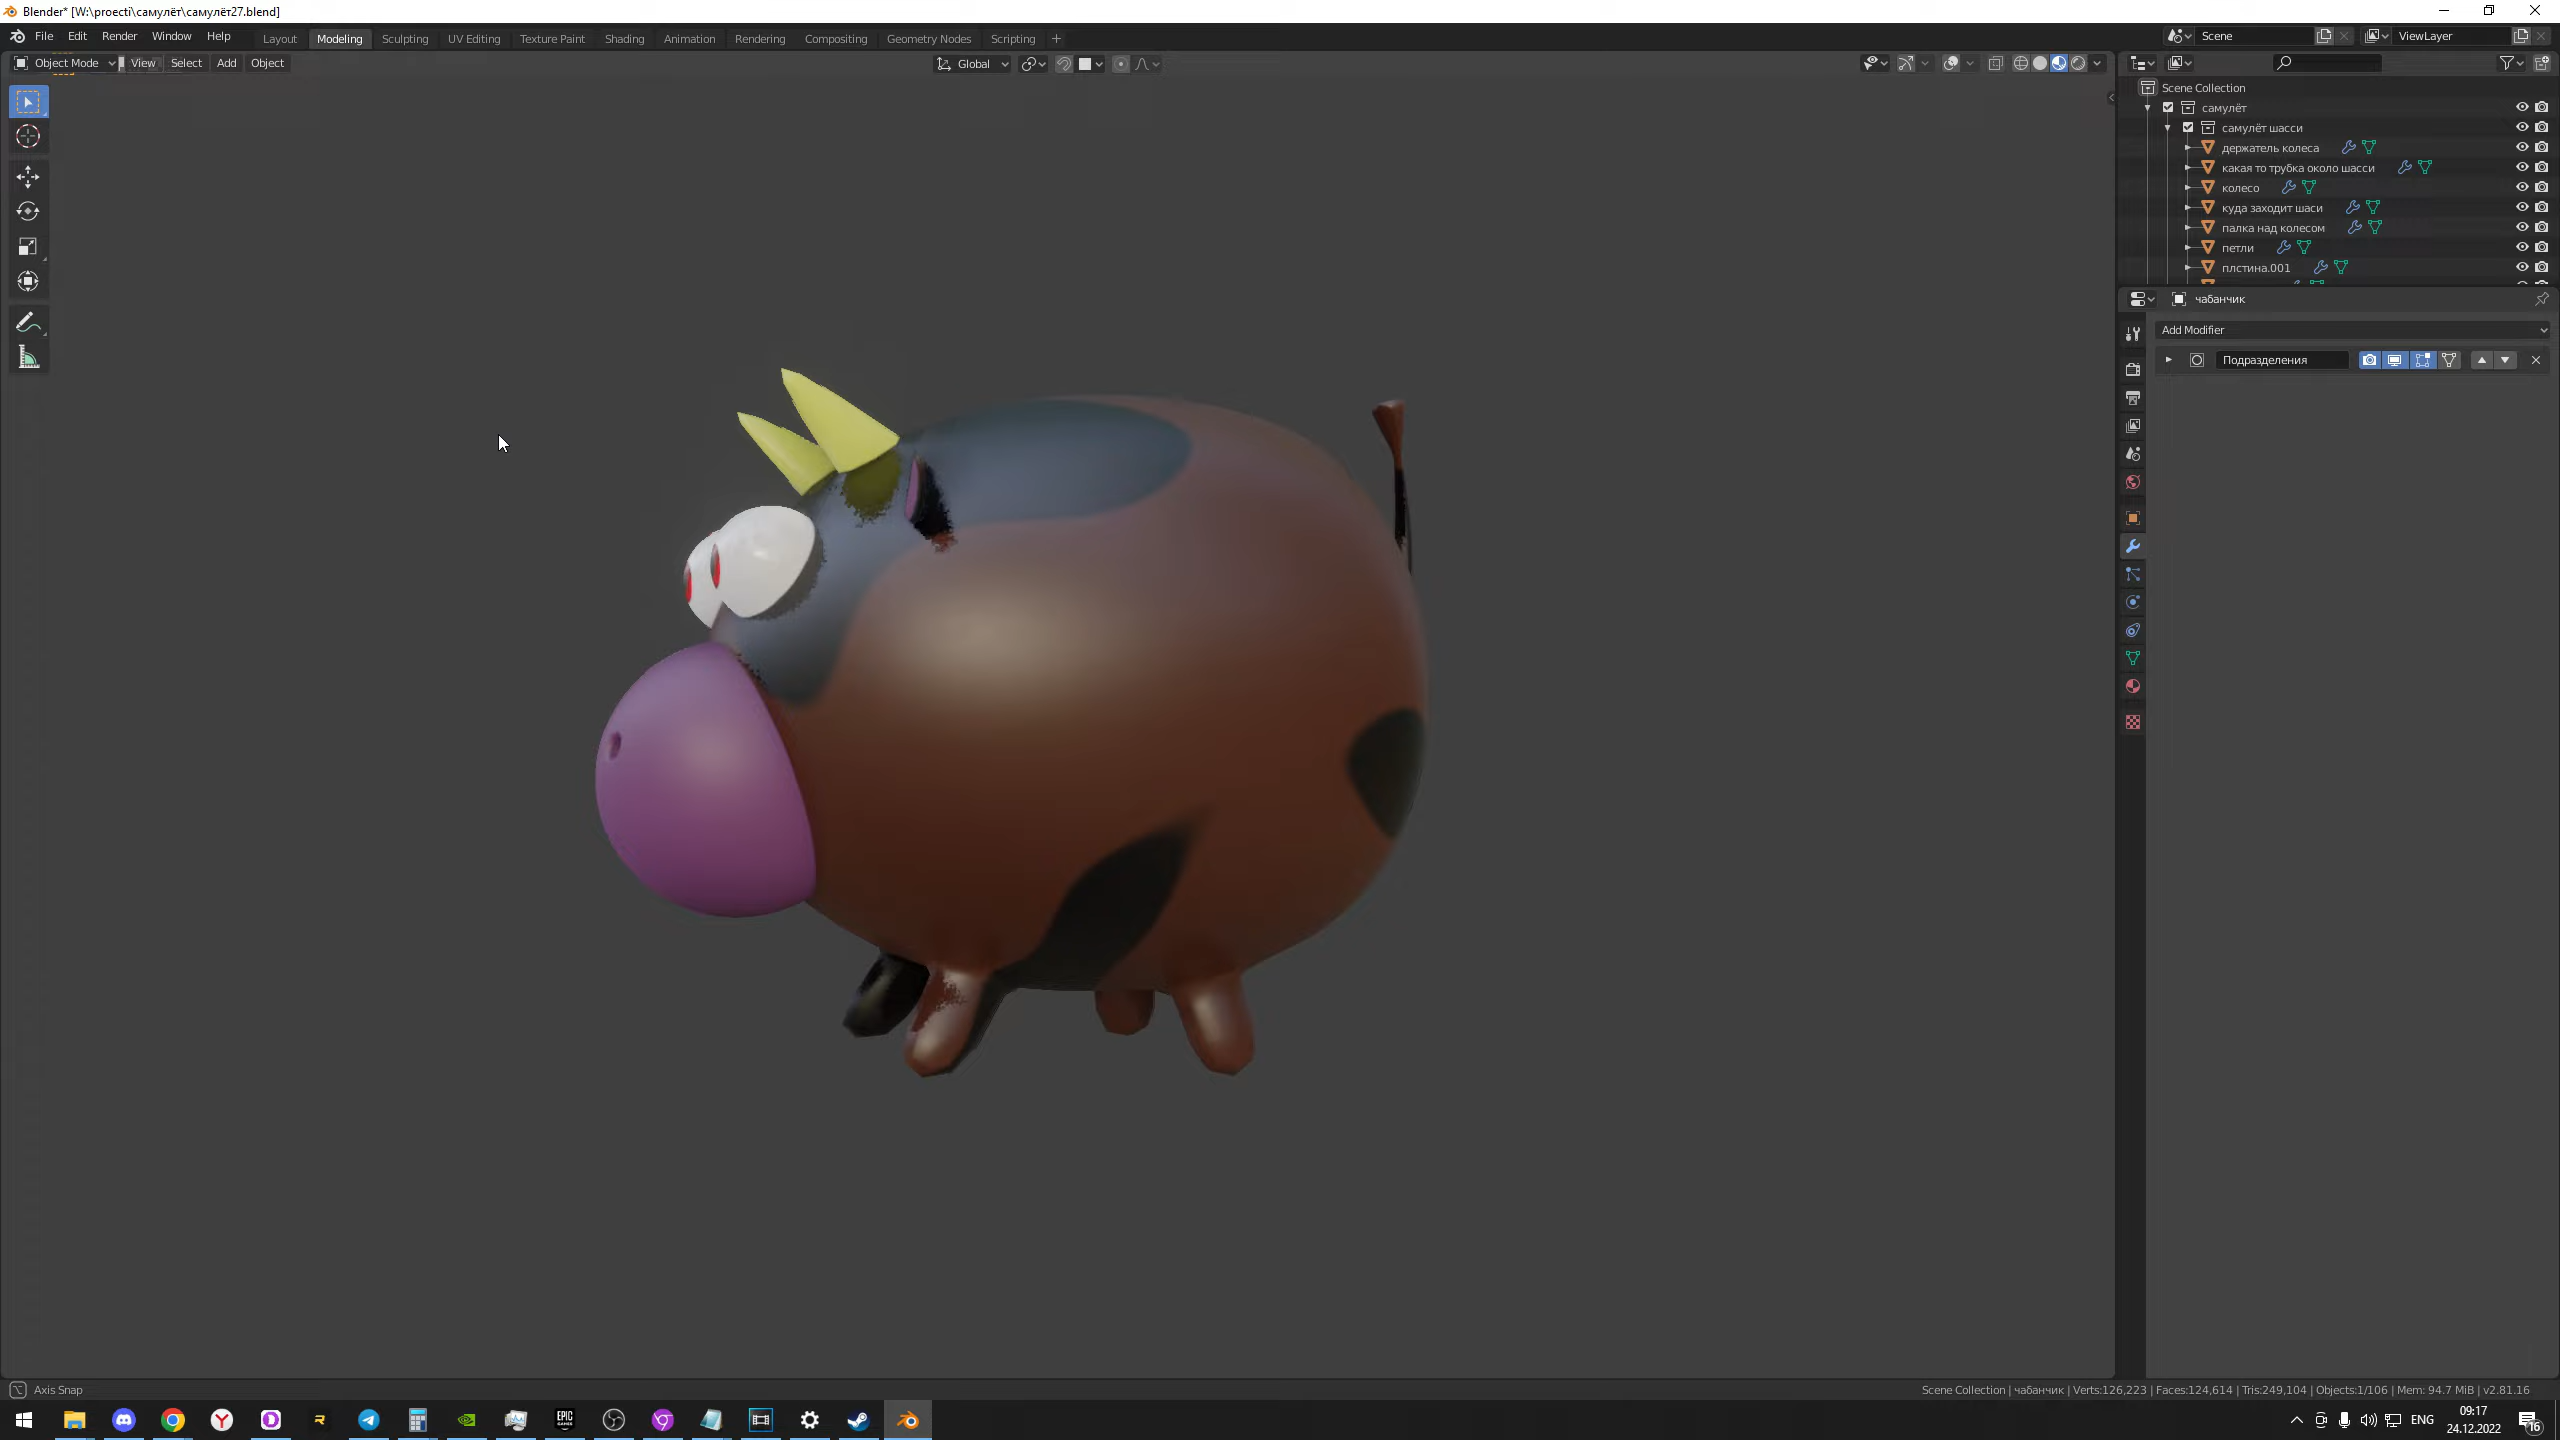 Blender* [W:\proecti\самулёт\самулёт27.blend]
File Edit Render Window Help Layout Modeling Sculpting UV Editing Texture Paint Shading Animation Rendering Compositing Geometry Nodes Scripting + Scene ViewLayer
Object Mode View Select Add Object Global
Scene Collection
самулёт
самулёт шасси
держатель колеса
какая то трубка около шасси
колесо
куда заходит шаси
палка над колесом
петли
плстина.001
чабанчик
Add Modifier
Подразделения
Axis Snap
Scene Collection | чабанчик | Verts:126,223 | Faces:124,614 | Tris:249,104 | Objects:1/106 | Mem: 94.7 MiB | v2.81.16
EPIC GAMES
ENG
09:17
24.12.2022
16